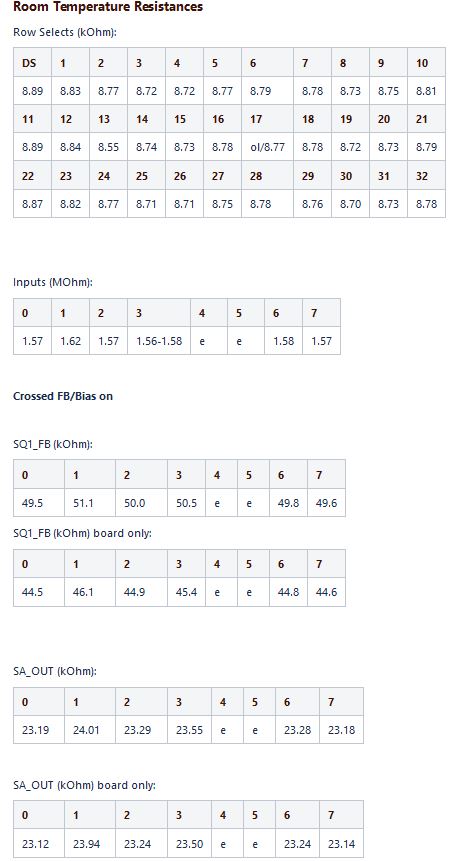 Room Temperature Resistances
Row Selects (kOhm):
DS 1 2 3 4 5 6 7 8 9 10
8.89 8.83 8.77 8.72 8.72 8.77 8.79 8.78 8.73 8.75 8.81
11 12 13 14 15 16 17 18 19 20 21
8.89 8.84 8.55 8.74 8.73 8.78 ol/8.77 8.78 8.72 8.73 8.79
22 23 24 25 26 27 28 29 30 31 32
8.87 8.82 8.77 8.71 8.71 8.75 8.78 8.76 8.70 8.73 8.78
Inputs (MOhm):
0 1 2 3 4 5 6 7
1.57 1.62 1.57 1.56-1.58 e e 1.58 1.57
Crossed FB/Bias on
SQ1_FB (kOhm):
0 1 2 3 4 5 6 7
49.5 51.1 50.0 50.5 e e 49.8 49.6
SQ1_FB (kOhm) board only:
0 1 2 3 4 5 6 7
44.5 46.1 44.9 45.4 e e 44.8 44.6
SA_OUT (kOhm):
0 1 2 3 4 5 6 7
23.19 24.01 23.29 23.55 e e 23.28 23.18
SA_OUT (kOhm) board only:
0 1 2 3 4 5 6 7
23.12 23.94 23.24 23.50 e e 23.24 23.14